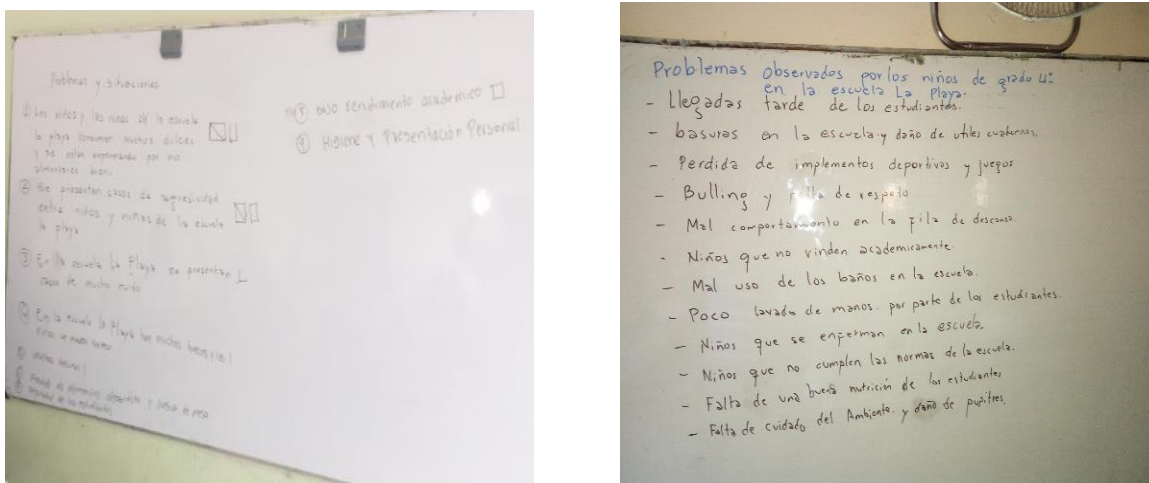 Problemas y situaciones
① Los niños y las niñas de la escuela
la playa consumen muchos dulces
y se están enfermando por no
alimentarse bien.
② Se presentan casos de agresividad
entre niños y niñas de la escuela
la playa
③ En la escuela La Playa se presentan
casos de mucho ruido
④ En la escuela La Playa hay muchos
⑧ bajo rendimiento académico
⑨ Higiene y Presentación Personal
Problemas observados por los niños de grado 4º
en la escuela La Playa.
- Llegadas tarde de los estudiantes.
- basuras en la escuela y daño de utiles cuadernos.
- Perdida de implementos deportivos y juegos
- Bulling y falta de respeto
- Mal comportamiento en la fila de descanso.
- Niños que no rinden academicamente.
- Mal uso de los baños en la escuela.
- Poco lavado de manos. por parte de los estudiantes.
- Niños que se enferman en la escuela.
- Niños que no cumplen las normas de la escuela.
- Falta de una buena nutrición de los estudiantes
- Falta de cuidado del Ambiente. y daño de pupitres.